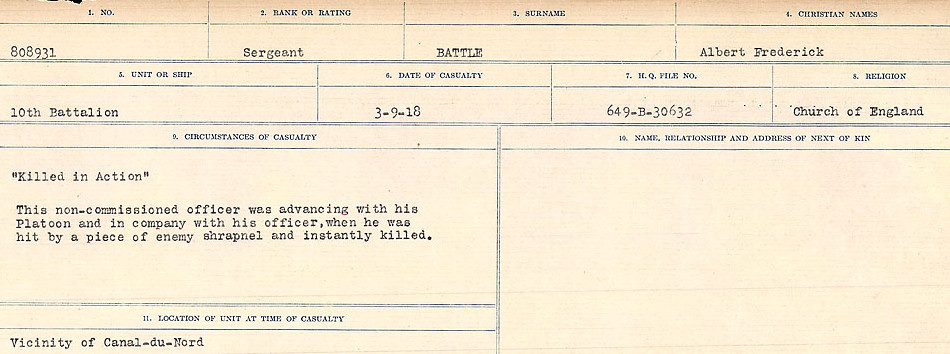 1. NO.
2. RANK OR RATING
3. SURNAME
4. CHRISTIAN NAMES
808931
Sergeant
BATTLE
Albert Frederick
5. UNIT OR SHIP
6. DATE OF CASUALTY
7. H.Q. FILE NO.
8. RELIGION
10th Battalion
3-9-18
649-B-30632
Church of England
9. CIRCUMSTANCES OF CASUALTY
10. NAME, RELATIONSHIP AND ADDRESS OF NEXT OF KIN
"Killed in Action"
This non-commissioned officer was advancing with his
Platoon and in company with his officer,when he was
hit by a piece of enemy shrapnel and instantly killed.
11. LOCATION OF UNIT AT TIME OF CASUALTY
Vicinity of Canal-du-Nord